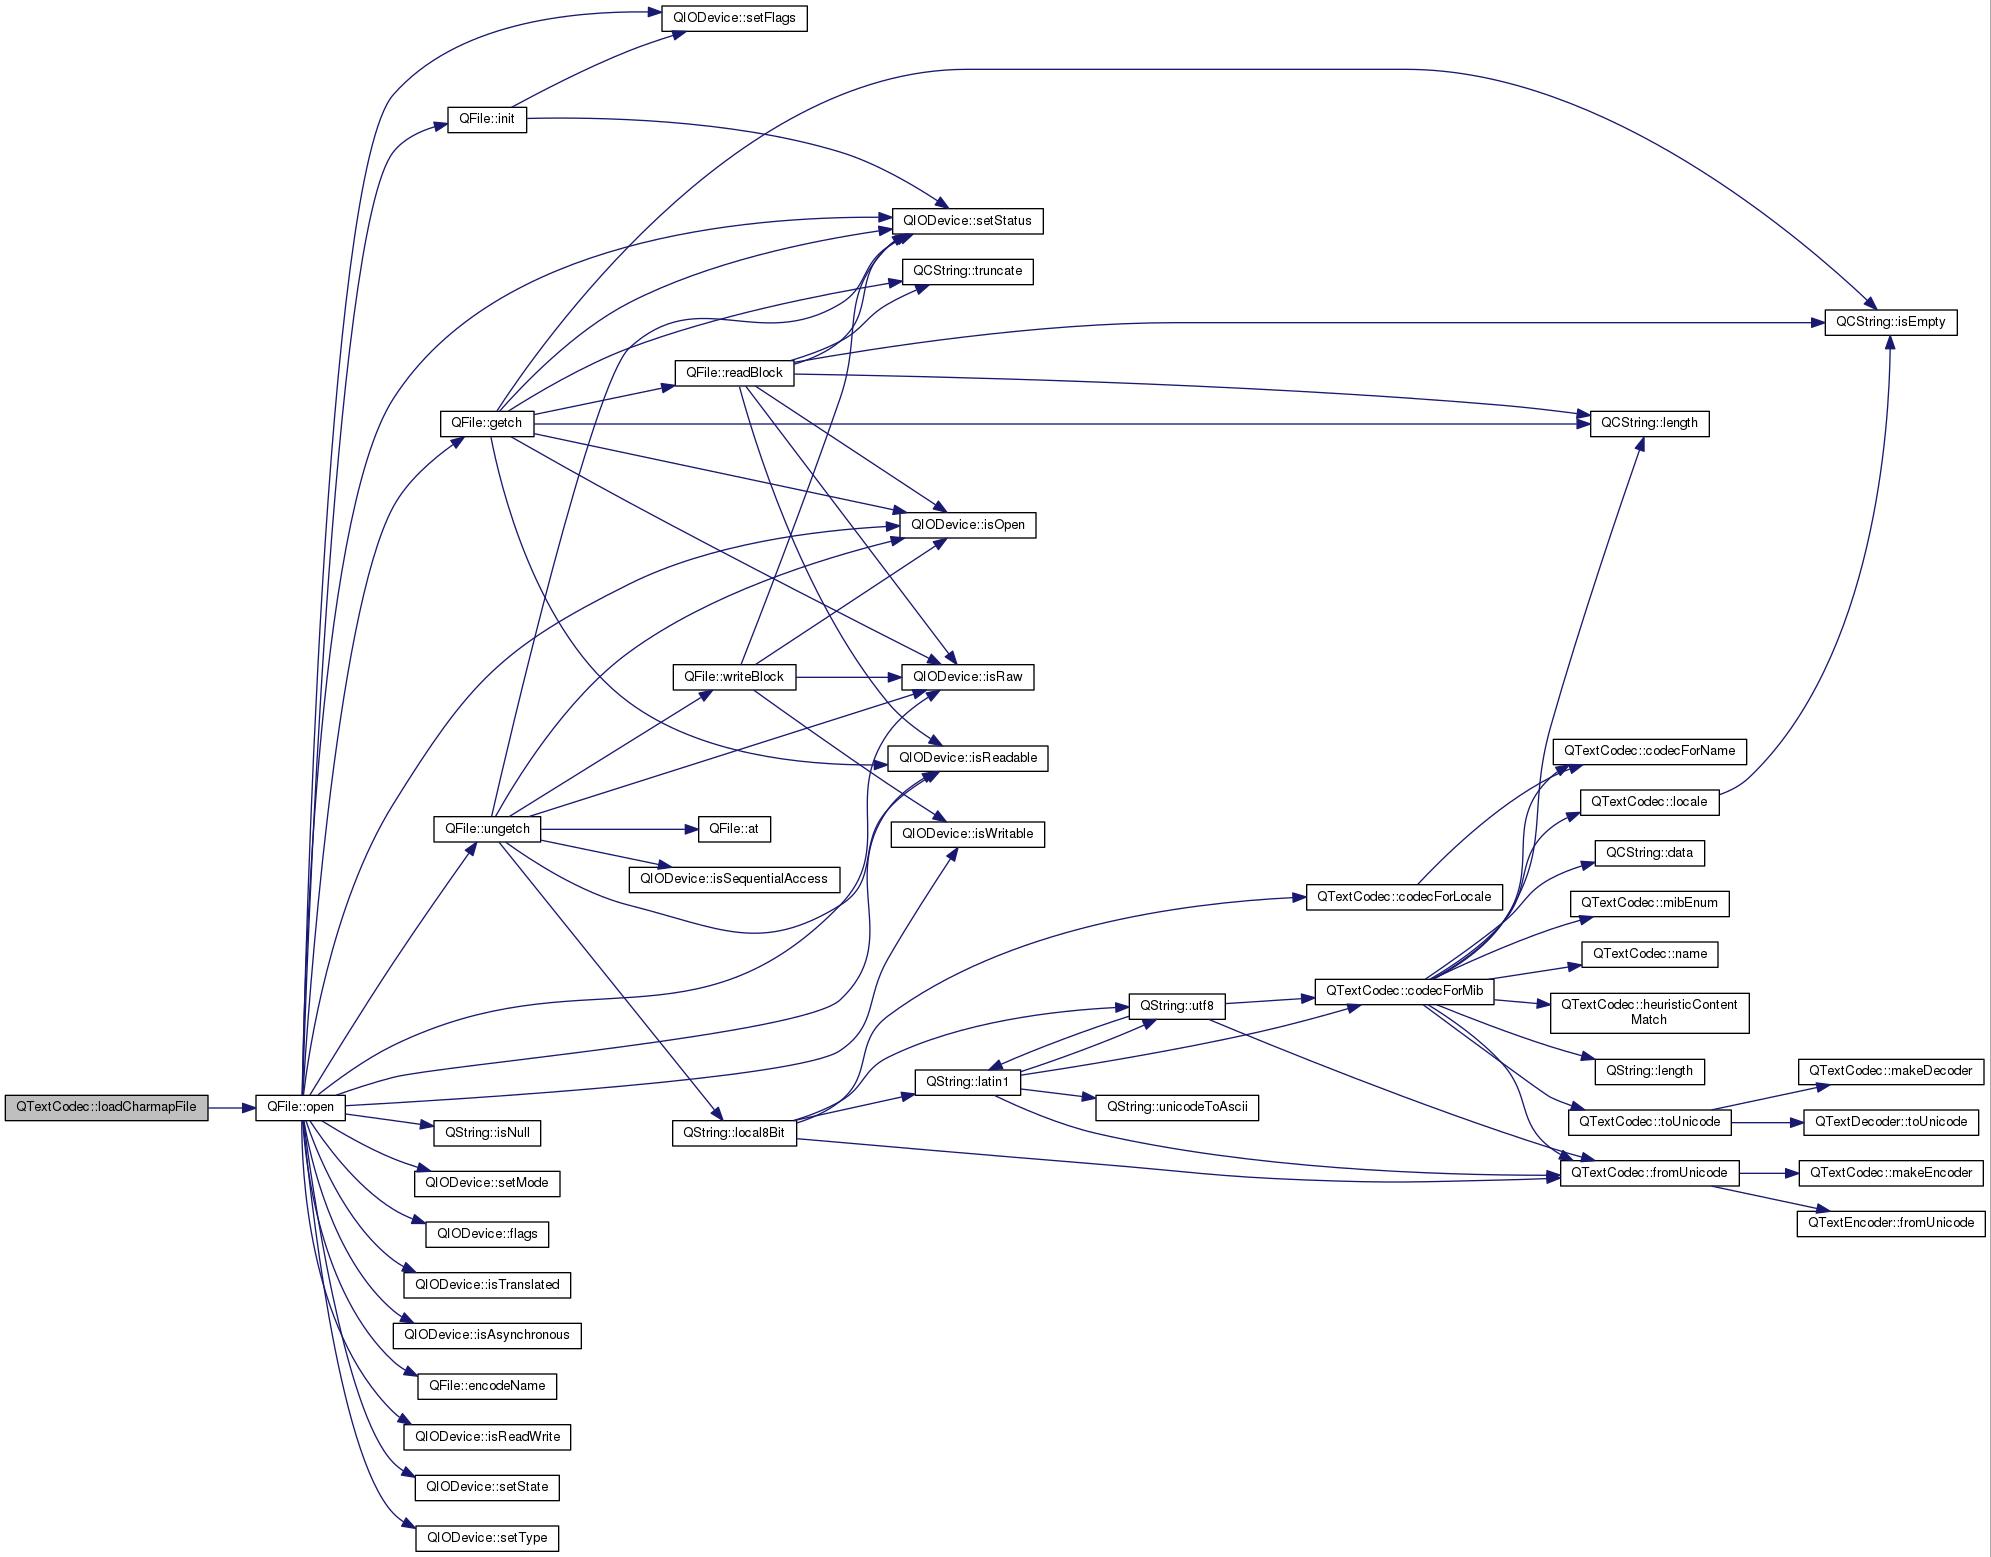 QIODevice::setFlags
QFile::init
QIODevice::setStatus
QCString::truncate
QCString::isEmpty
QFile::readBlock
QFile::getch
QCString::length
QIODevice::isOpen
QFile::writeBlock
QIODevice::isRaw
QTextCodec::codecForName
QIODevice::isReadable
QTextCodec::locale
QFile::ungetch
QFile::at
QIODevice::isWritable
QCString::data
QIODevice::isSequentialAccess
QTextCodec::codecForLocale
QTextCodec::mibEnum
QTextCodec::name
QTextCodec::codecForMib
QString::utf8
QTextCodec::heuristicContent
Match
QString::length
QTextCodec::makeDecoder
QString::latin1
QTextCodec::loadCharmapFile
QFile::open
QString::unicodeToAscii
QTextCodec::toUnicode
QTextDecoder::toUnicode
QString::isNull
QString::local8Bit
QTextCodec::fromUnicode
QTextCodec::makeEncoder
QIODevice::setMode
QTextEncoder::fromUnicode
QIODevice::flags
QIODevice::isTranslated
QIODevice::isAsynchronous
QFile::encodeName
QIODevice::isReadWrite
QIODevice::setState
QIODevice::setType